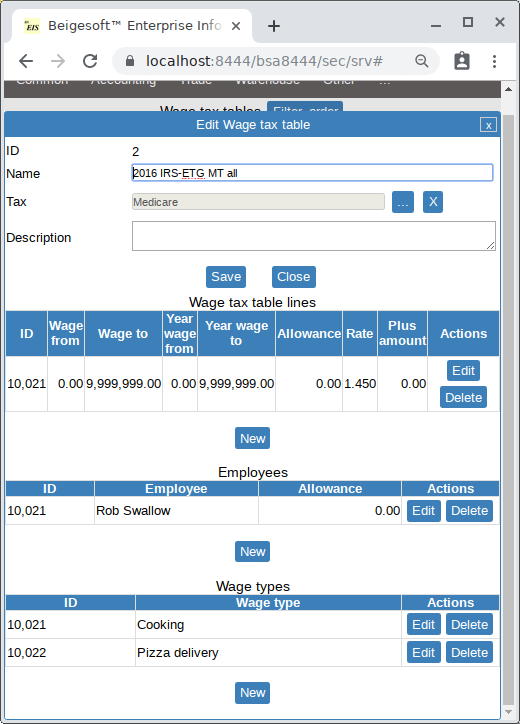 EIS Beigesoft™ Enterprise Info
localhost:8444/bsa8444/sec/srv#
Common Accounting Trade Warehouse Other ...
Wage tax tables Filter, order
Edit Wage tax table x
ID 2
Name 2016 IRS-ETG MT all
Tax Medicare ... X
Description
Save Close
Wage tax table lines
ID Wage from Wage to Year wage from Year wage to Allowance Rate Plus amount Actions
10,021 0.00 9,999,999.00 0.00 9,999,999.00 0.00 1.450 0.00 Edit
Delete
New
Employees
ID Employee Allowance Actions
10,021 Rob Swallow 0.00 Edit Delete
New
Wage types
ID Wage type Actions
10,021 Cooking Edit Delete
10,022 Pizza delivery Edit Delete
New